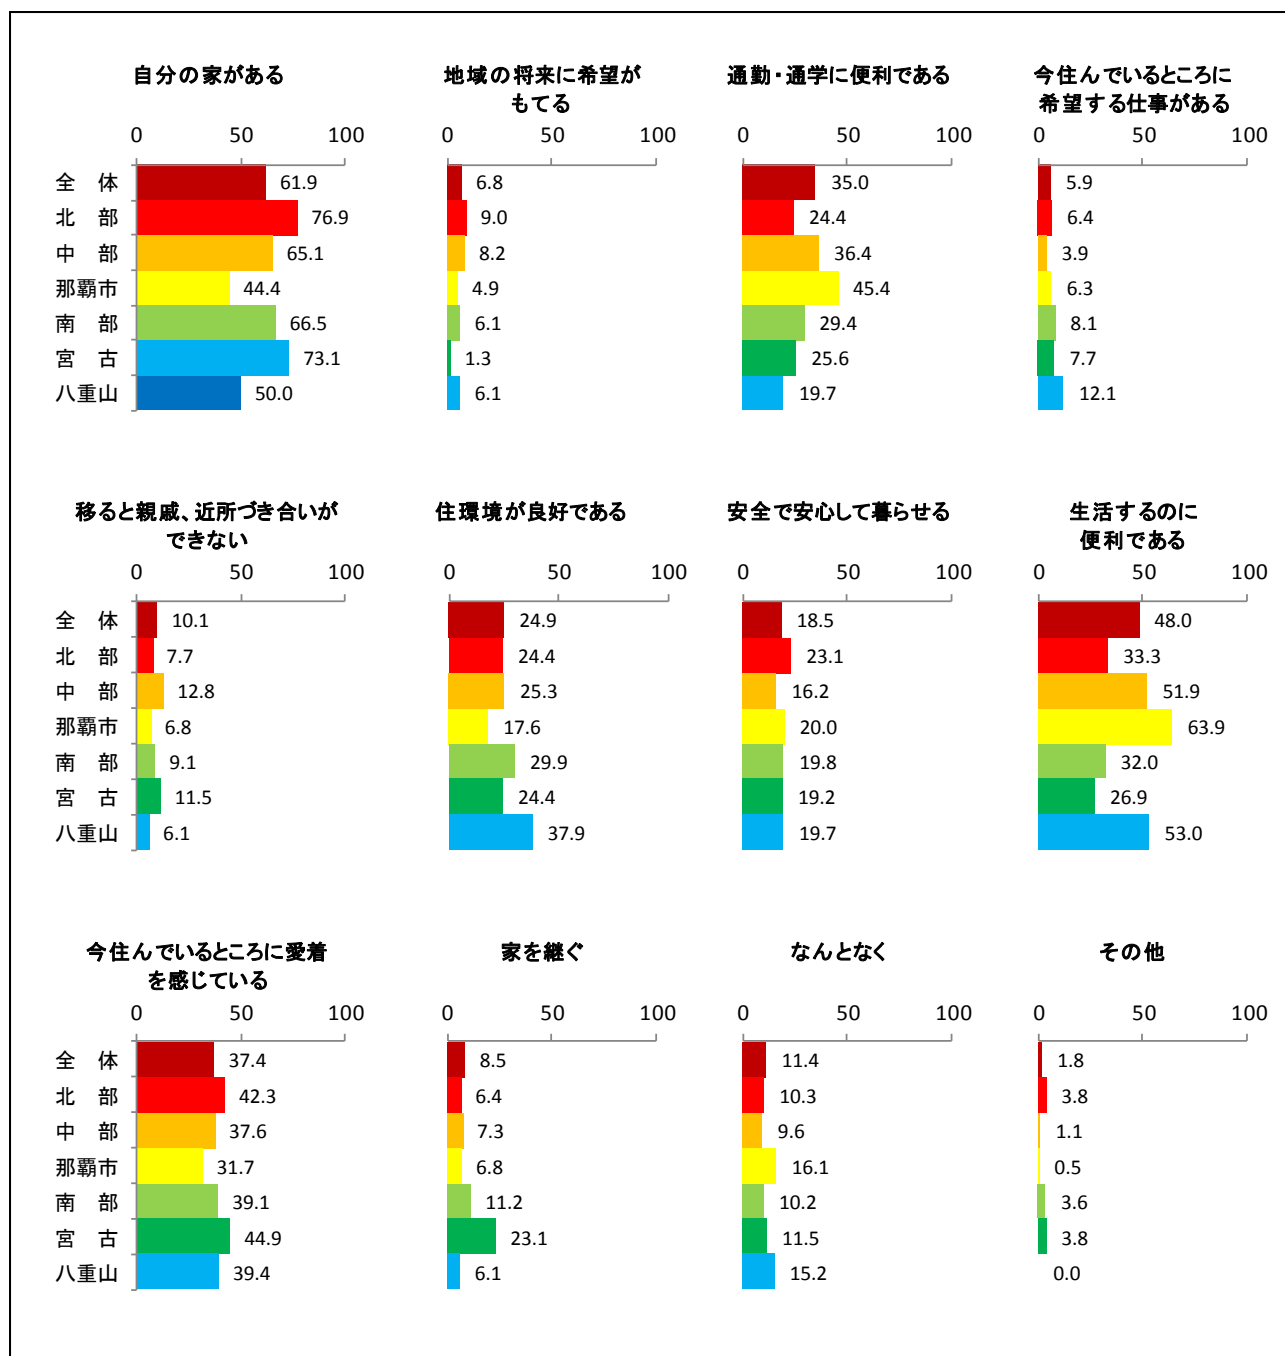 自分の家がある
地域の将来に希望が
もてる
通勤・通学に便利である
今住んでいるところに
希望する仕事がある
0 50 100 0 50 100 0 50 100 0 50 100
全 体 61.9 6.8 35.0 5.9
北 部 76.9 9.0 24.4 6.4
中 部 65.1 8.2 36.4 3.9
那覇市 44.4 4.9 45.4 6.3
南 部 66.5 6.1 29.4 8.1
宮 古 73.1 1.3 25.6 7.7
八重山 50.0 6.1 19.7 12.1
移ると親戚、近所づき合いが
できない
住環境が良好である
安全で安心して暮らせる
生活するのに
便利である
0 50 100 0 50 100 0 50 100 0 50 100
全 体 10.1 24.9 18.5 48.0
北 部 7.7 24.4 23.1 33.3
中 部 12.8 25.3 16.2 51.9
那覇市 6.8 17.6 20.0 63.9
南 部 9.1 29.9 19.8 32.0
宮 古 11.5 24.4 19.2 26.9
八重山 6.1 37.9 19.7 53.0
今住んでいるところに愛着
を感じている
家を継ぐ
なんとなく
その他
0 50 100 0 50 100 0 50 100 0 50 100
全 体 37.4 8.5 11.4 1.8
北 部 42.3 6.4 10.3 3.8
中 部 37.6 7.3 9.6 1.1
那覇市 31.7 6.8 16.1 0.5
南 部 39.1 11.2 10.2 3.6
宮 古 44.9 23.1 11.5 3.8
八重山 39.4 6.1 15.2 0.0